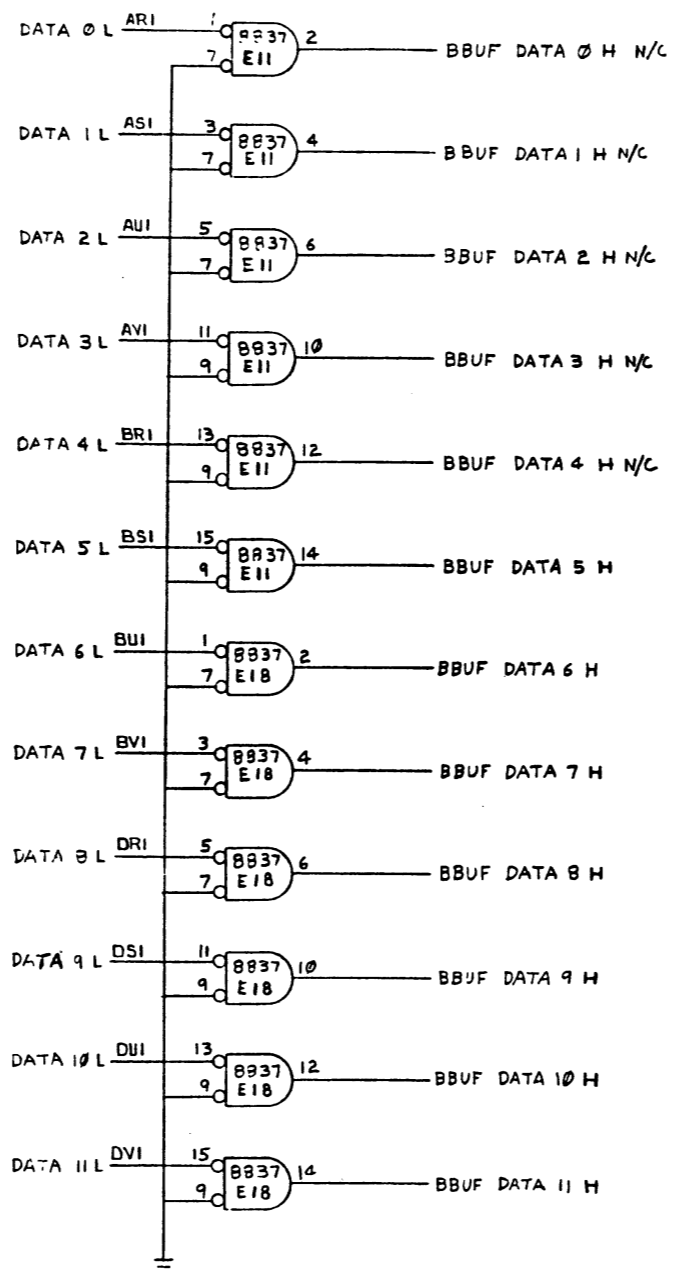 DATA 0 L AR1 1 7 8837 E11 2 BBUF DATA 0 H N/C
DATA 1 L AS1 3 7 8837 E11 4 BBUF DATA 1 H N/C
DATA 2 L AU1 5 7 8837 E11 6 BBUF DATA 2 H N/C
DATA 3 L AV1 11 9 8837 E11 10 BBUF DATA 3 H N/C
DATA 4 L BR1 13 9 8837 E11 12 BBUF DATA 4 H N/C
DATA 5 L BS1 15 9 8837 E11 14 BBUF DATA 5 H
DATA 6 L BU1 1 7 8837 E18 2 BBUF DATA 6 H
DATA 7 L BV1 3 7 8837 E18 4 BBUF DATA 7 H
DATA 8 L DR1 5 7 8837 E18 6 BBUF DATA 8 H
DATA 9 L DS1 11 9 8837 E18 10 BBUF DATA 9 H
DATA 10 L DU1 13 9 8837 E18 12 BBUF DATA 10 H
DATA 11 L DV1 15 9 8837 E18 14 BBUF DATA 11 H